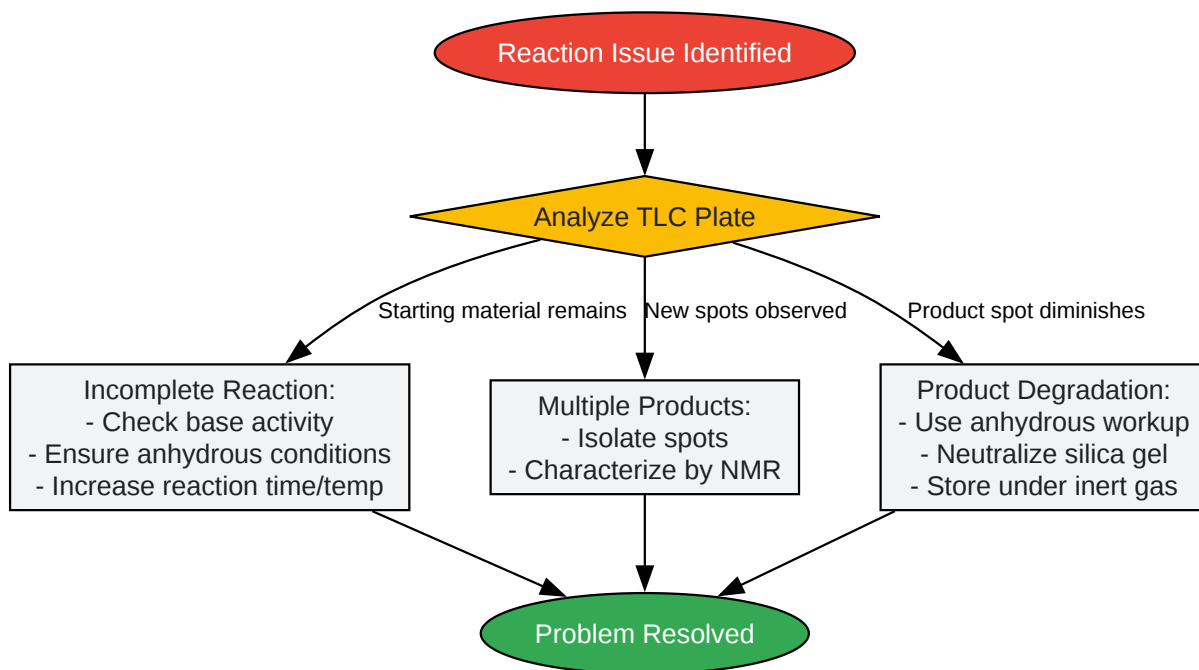 Reaction Issue Identified
Analyze TLC Plate
Starting material remains
New spots observed
Product spot diminishes
Incomplete Reaction:
- Check base activity
- Ensure anhydrous conditions
- Increase reaction time/temp
Multiple Products:
- Isolate spots
- Characterize by NMR
Product Degradation:
- Use anhydrous workup
- Neutralize silica gel
- Store under inert gas
Problem Resolved